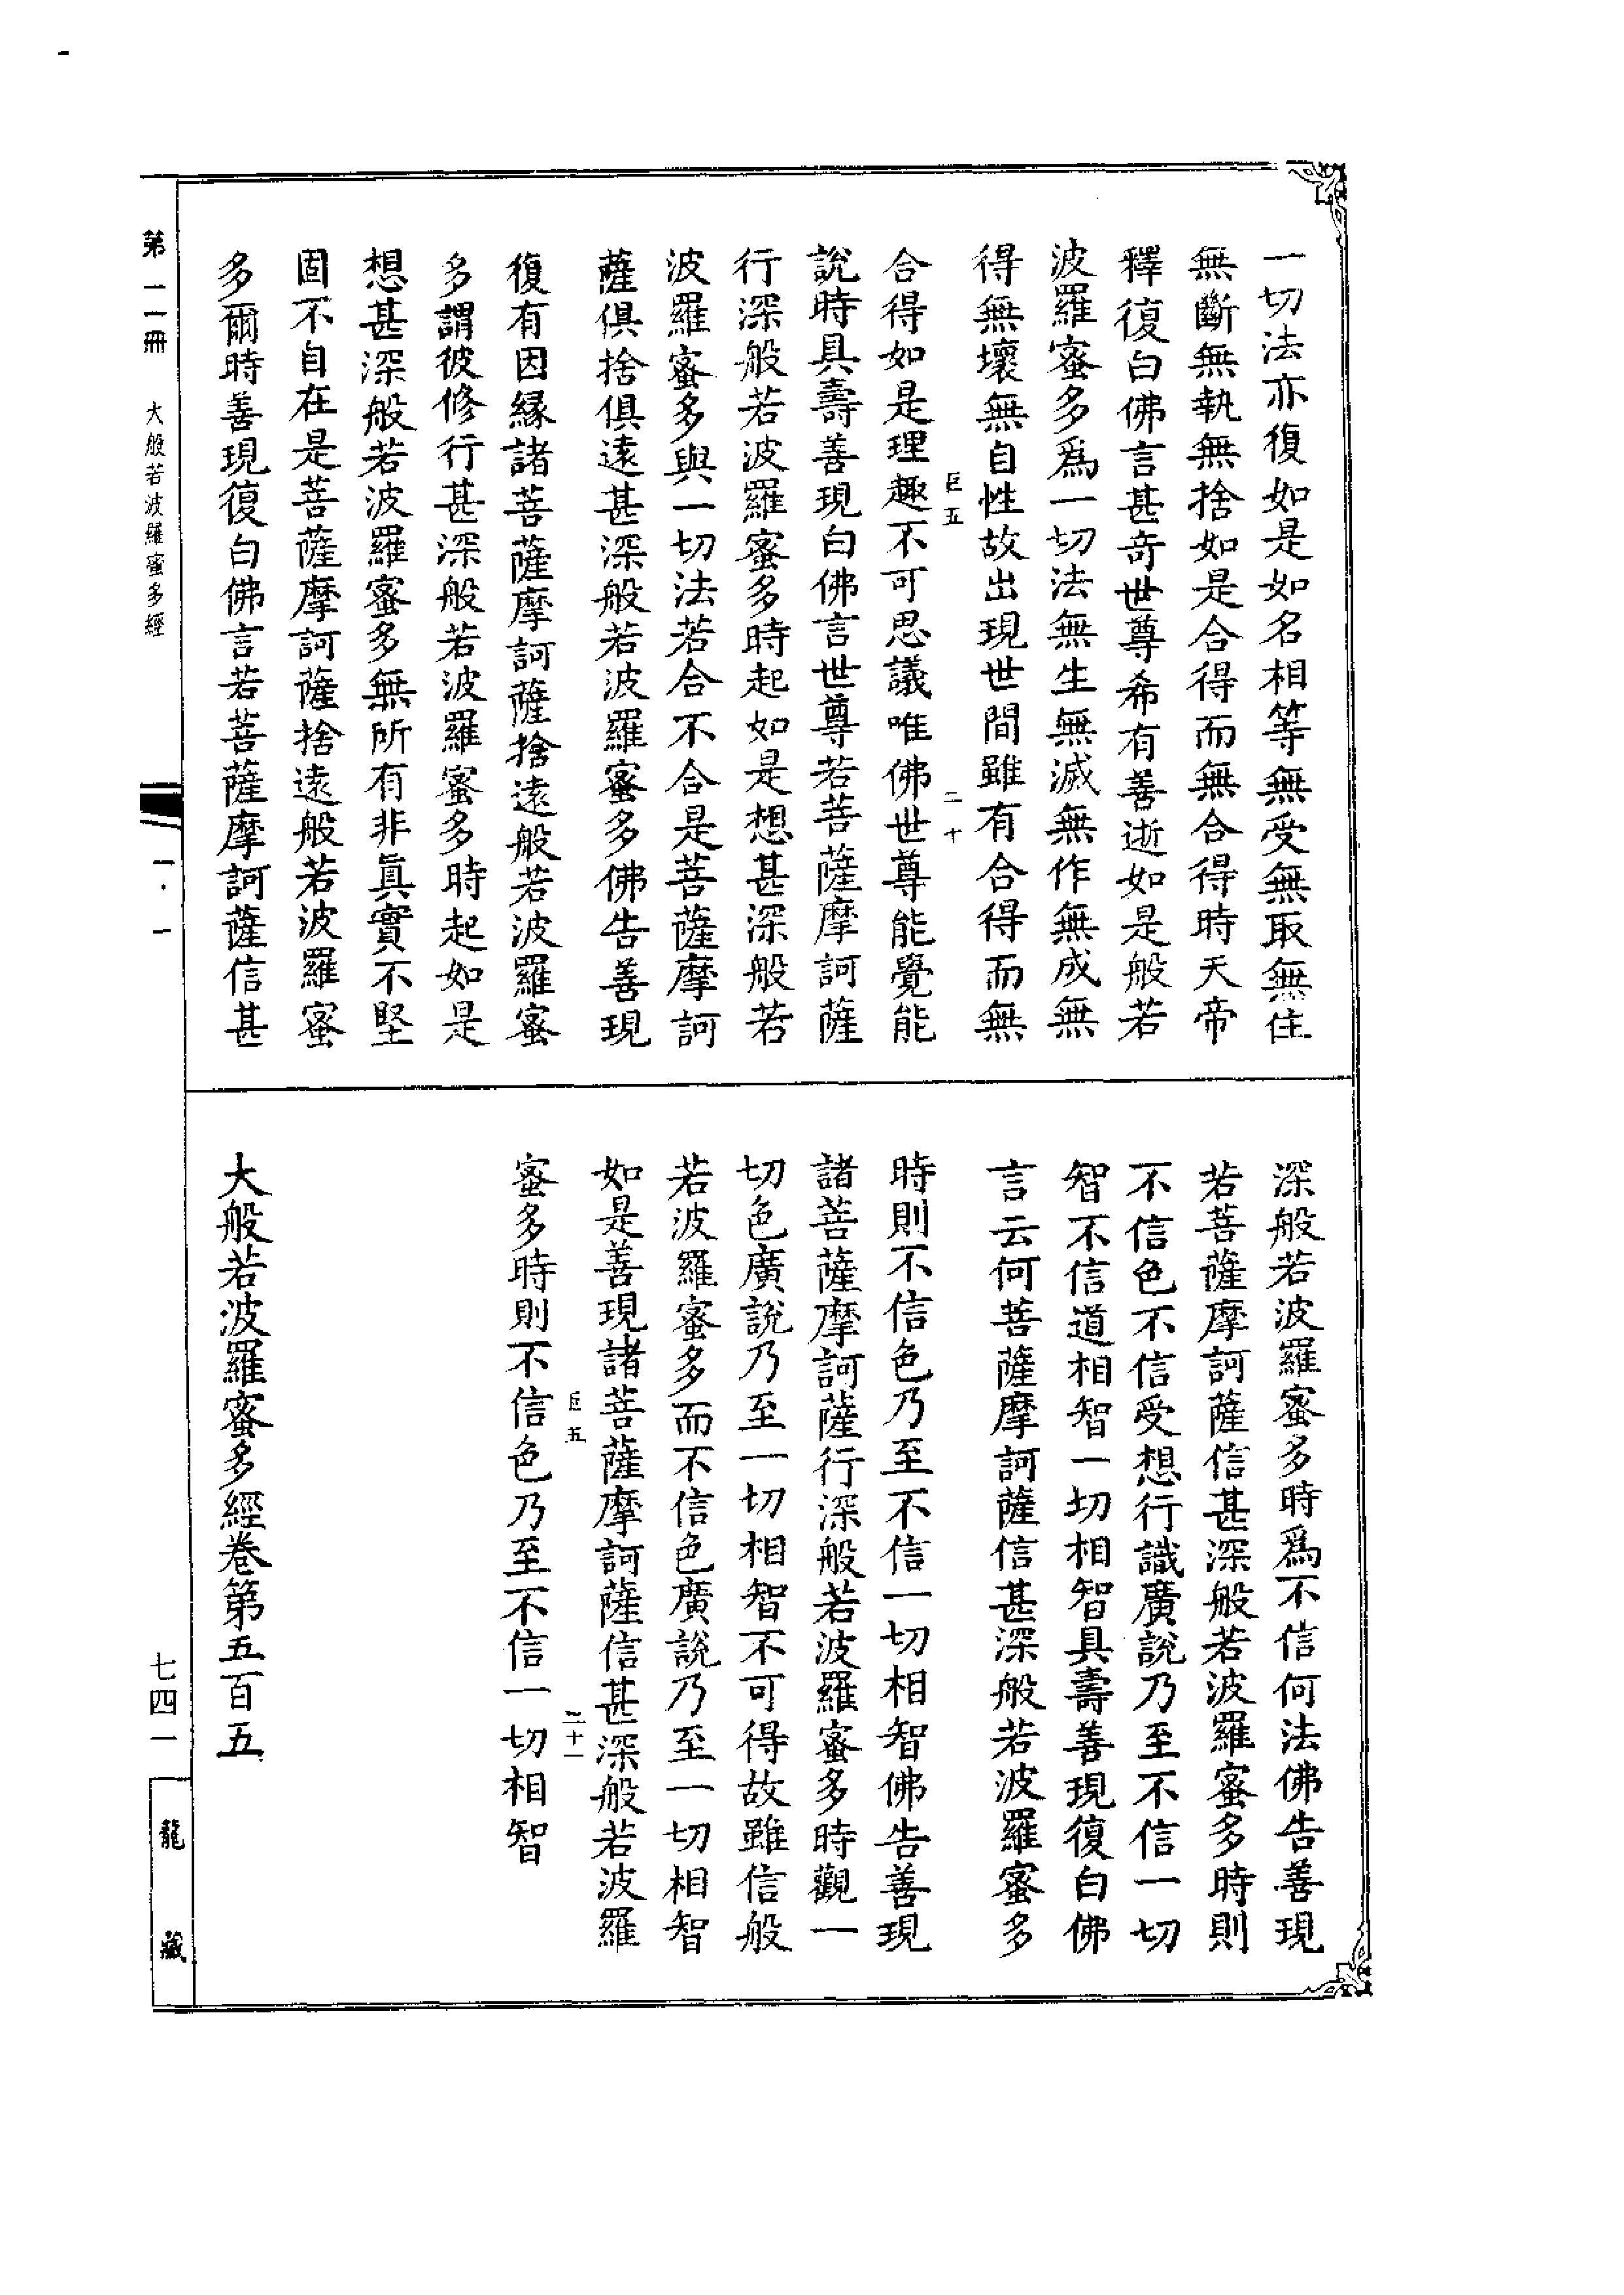 一切法亦復如是如名相等無受無取無住
無斷無執無捨如是合得而無合得時天帝
釋復白佛言甚奇世尊希有善逝如是般若
波羅蜜多爲一切法無生無滅無作無成無
得無壞無自性故出現世間雖有合得而無
巨五 二十
合得如是理趣不可思議唯佛世尊能覺能
說時具壽善現白佛言世尊若菩薩摩訶薩
行深般若波羅蜜多時起如是想甚深般若
波羅蜜多與一切法若合不合是菩薩摩訶
薩俱捨俱遠甚深般若波羅蜜多佛告善現
復有因緣諸菩薩摩訶薩捨遠般若波羅蜜
多謂彼修行甚深般若波羅蜜多時起如是
想甚深般若波羅蜜多無所有非真實不堅
固不自在是菩薩摩訶薩捨遠般若波羅蜜
多爾時善現復白佛言若菩薩摩訶薩信甚
深般若波羅蜜多時爲不信何法佛告善現
若菩薩摩訶薩信甚深般若波羅蜜多時則
不信色不信受想行識廣說乃至不信一切
智不信道相智一切相智具壽善現復白佛
言云何菩薩摩訶薩信甚深般若波羅蜜多
時則不信色乃至不信一切相智佛告善現
諸菩薩摩訶薩行深般若波羅蜜多時觀一
切色廣說乃至一切相智不可得故雖信般
若波羅蜜多而不信色廣說乃至一切相智
如是善現諸菩薩摩訶薩信甚深般若波羅
巨五 二十一
蜜多時則不信色乃至不信一切相智
大般若波羅蜜多經卷第五百五
第一一冊 大般若波羅蜜多經
七四一
龍藏